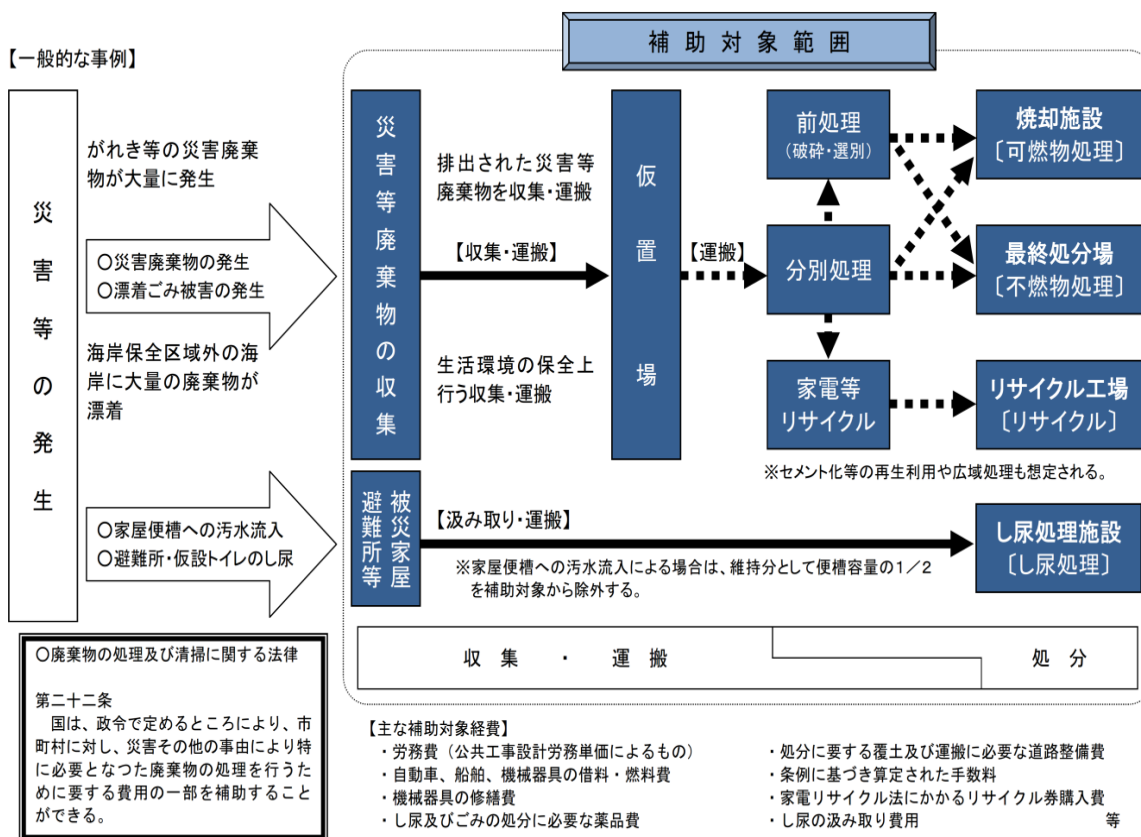 補助対象範囲
【一般的な事例】
災害等の発生
がれき等の災害廃棄
物が大量に発生
○災害廃棄物の発生
○漂着ごみ被害の発生
海岸保全区域外の海
岸に大量の廃棄物が
漂着
○家屋便槽への汚水流入
○避難所・仮設トイレのし尿
災害等廃棄物の収集
排出された災害等
廃棄物を収集・運搬
【収集・運搬】
生活環境の保全上
行う収集・運搬
仮置場
【運搬】
前処理
(破砕・選別)
分別処理
家電等
リサイクル
焼却施設
〔可燃物処理〕
最終処分場
〔不燃物処理〕
リサイクル工場
〔リサイクル〕
※セメント化等の再生利用や広域処理も想定される。
被災家屋
避難所等
【汲み取り・運搬】
※家屋便槽への汚水流入による場合は、維持分として便槽容量の1/2
を補助対象から除外する。
し尿処理施設
〔し尿処理〕
収集・運搬
処分
○廃棄物の処理及び清掃に関する法律
第二十二条
国は、政令で定めるところにより、市
町村に対し、災害その他の事由により特
に必要となつた廃棄物の処理を行うた
めに要する費用の一部を補助すること
ができる。
【主な補助対象経費】
・労務費(公共工事設計労務単価によるもの)
・自動車、船舶、機械器具の借料・燃料費
・機械器具の修繕費
・し尿及びごみの処分に必要な薬品費
・処分に要する覆土及び運搬に必要な道路整備費
・条例に基づき算定された手数料
・家電リサイクル法にかかるリサイクル券購入費
・し尿の汲み取り費用 等